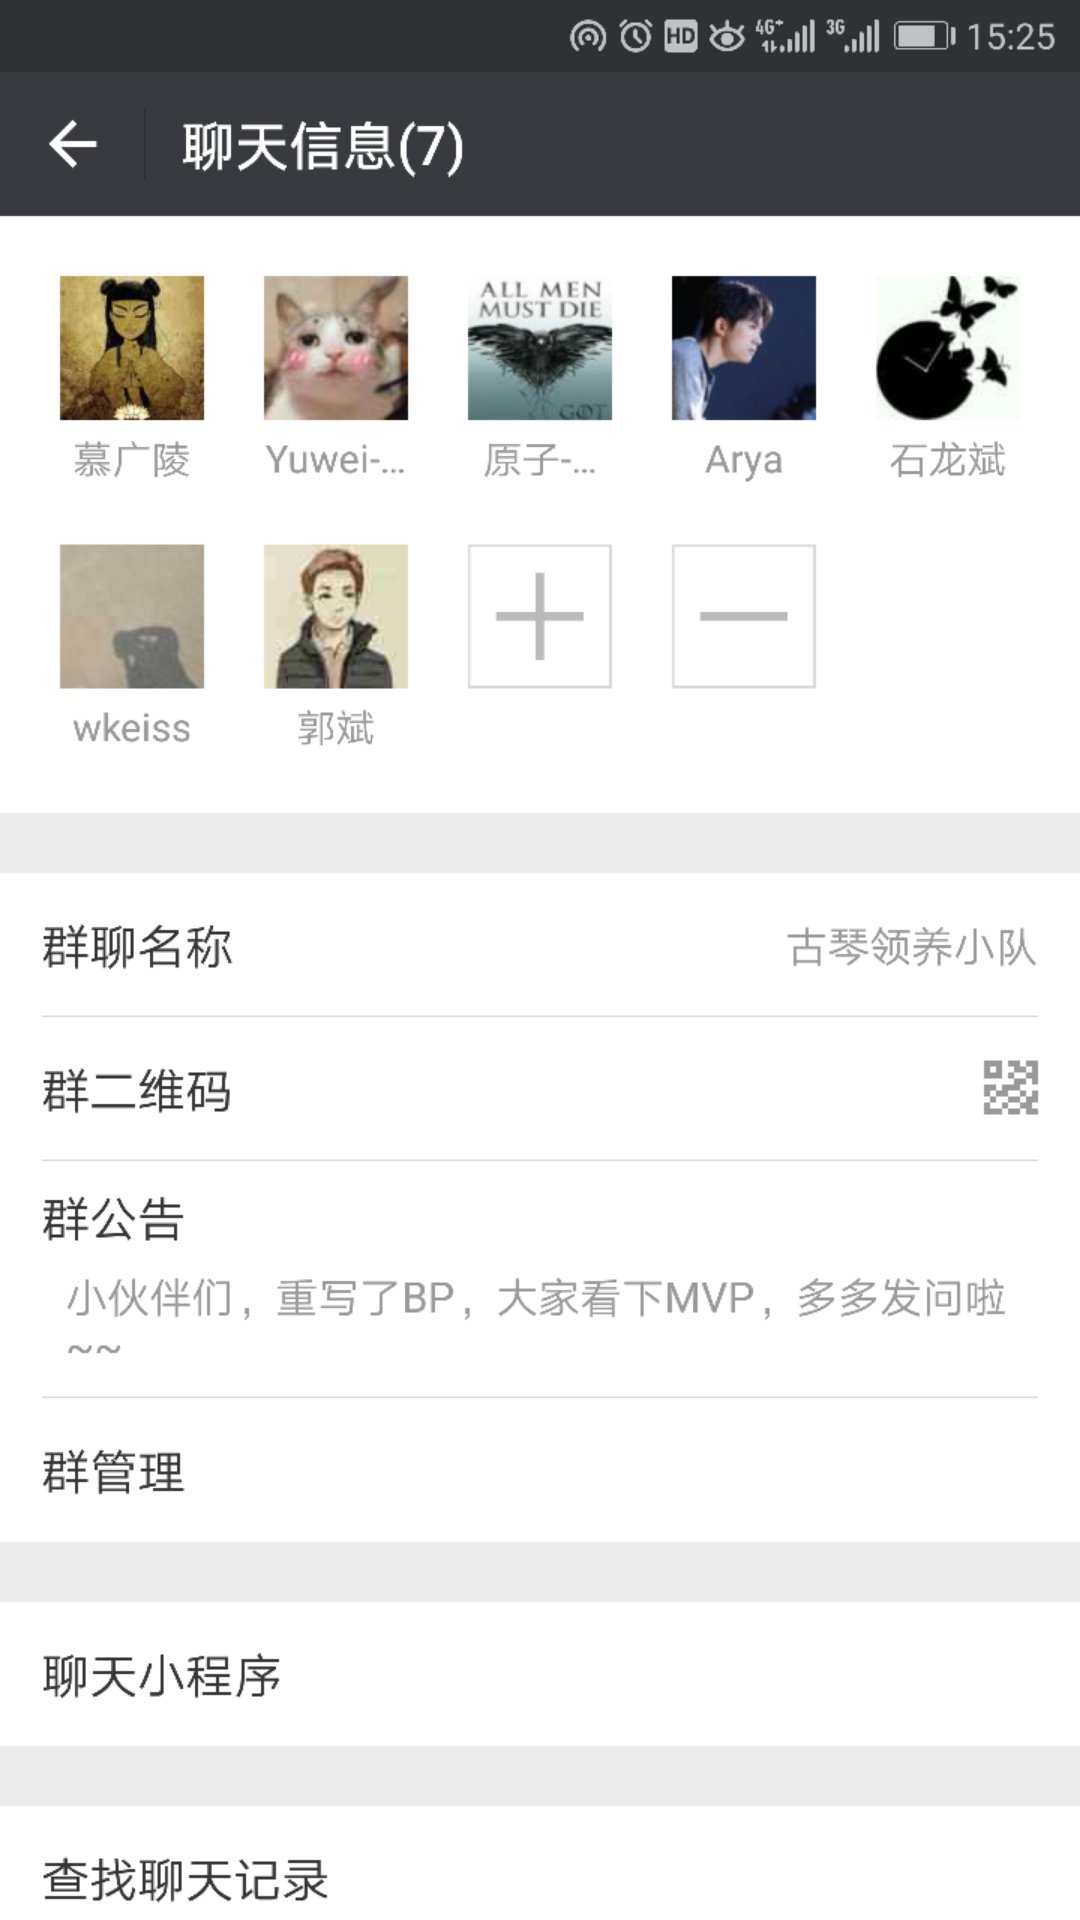 4G+ 3G 15:25
聊天信息(7)
ALL MEN
MUST DIE
GOT
慕广陵 Yuwei-... 原子-... Arya 石龙斌
wkeiss 郭斌
群聊名称 古琴领养小队
群二维码
群公告
小伙伴们，重写了BP，大家看下MVP，多多发问啦
~~
群管理
聊天小程序
查找聊天记录